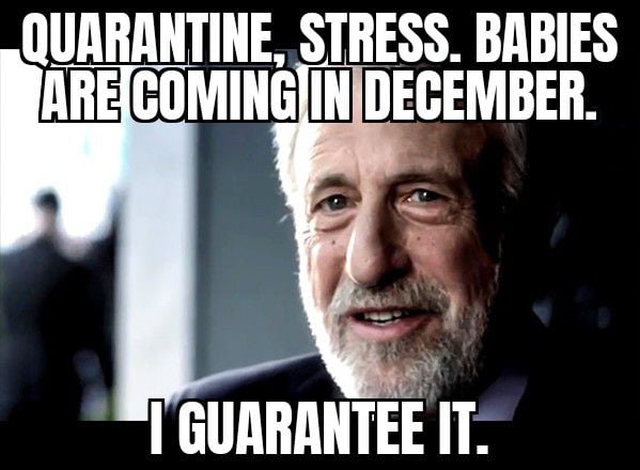 QUARANTINE, STRESS. BABIES
ARE COMING IN DECEMBER.
I GUARANTEE IT.